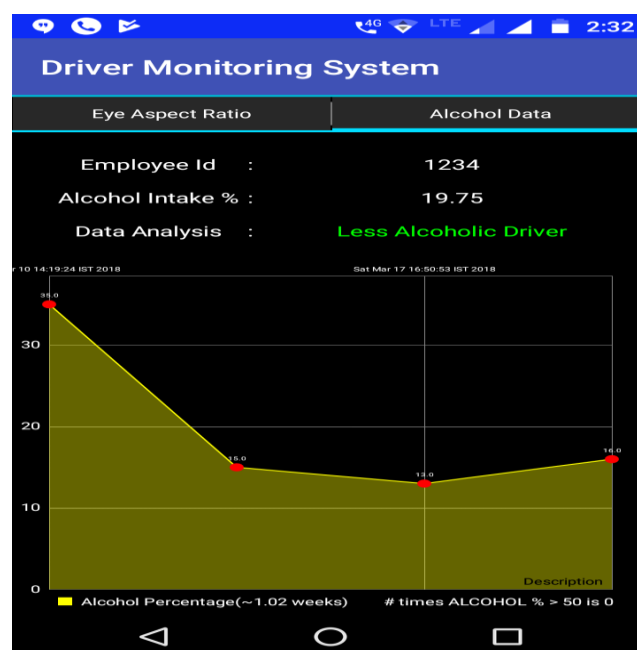 4G LTE 2:32
Driver Monitoring System
Eye Aspect Ratio Alcohol Data
Employee Id : 1234
Alcohol Intake % : 19.75
Data Analysis : Less Alcoholic Driver
r 10 14:19:24 IST 2018 Sat Mar 17 16:50:53 IST 2018
35.0
30
20
16.0
15.0
13.0
10
Description
0
Alcohol Percentage(~1.02 weeks) # times ALCOHOL % > 50 is 0